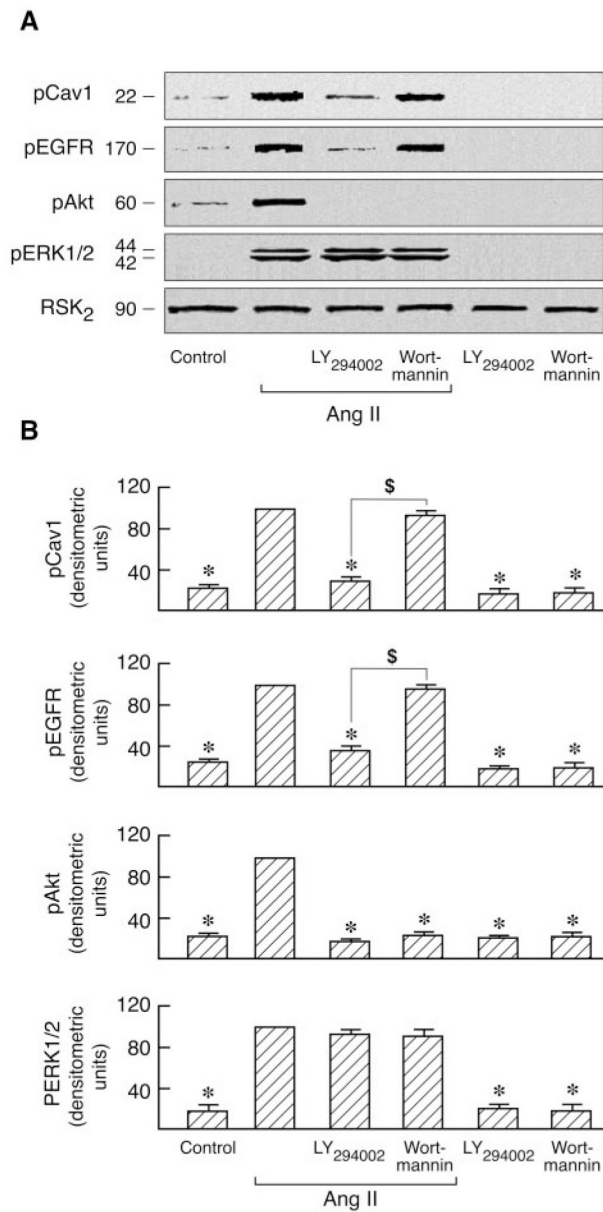 A
pCav1 22 –
pEGFR 170 –
pAkt 60 –
pERK1/2 44 –
42 –
RSK2 90 –
Control LY294002 Wort-
mannin LY294002 Wort-
mannin
Ang II
B
120
80
40
pCav1
(densitometric
units)
$
* * * *
120
80
40
pEGFR
(densitometric
units)
$
* * * *
120
80
40
pAkt
(densitometric
units)
* * * * *
120
80
40
PERK1/2
(densitometric
units)
* * *
Control LY294002 Wort-
mannin LY294002 Wort-
mannin
Ang II